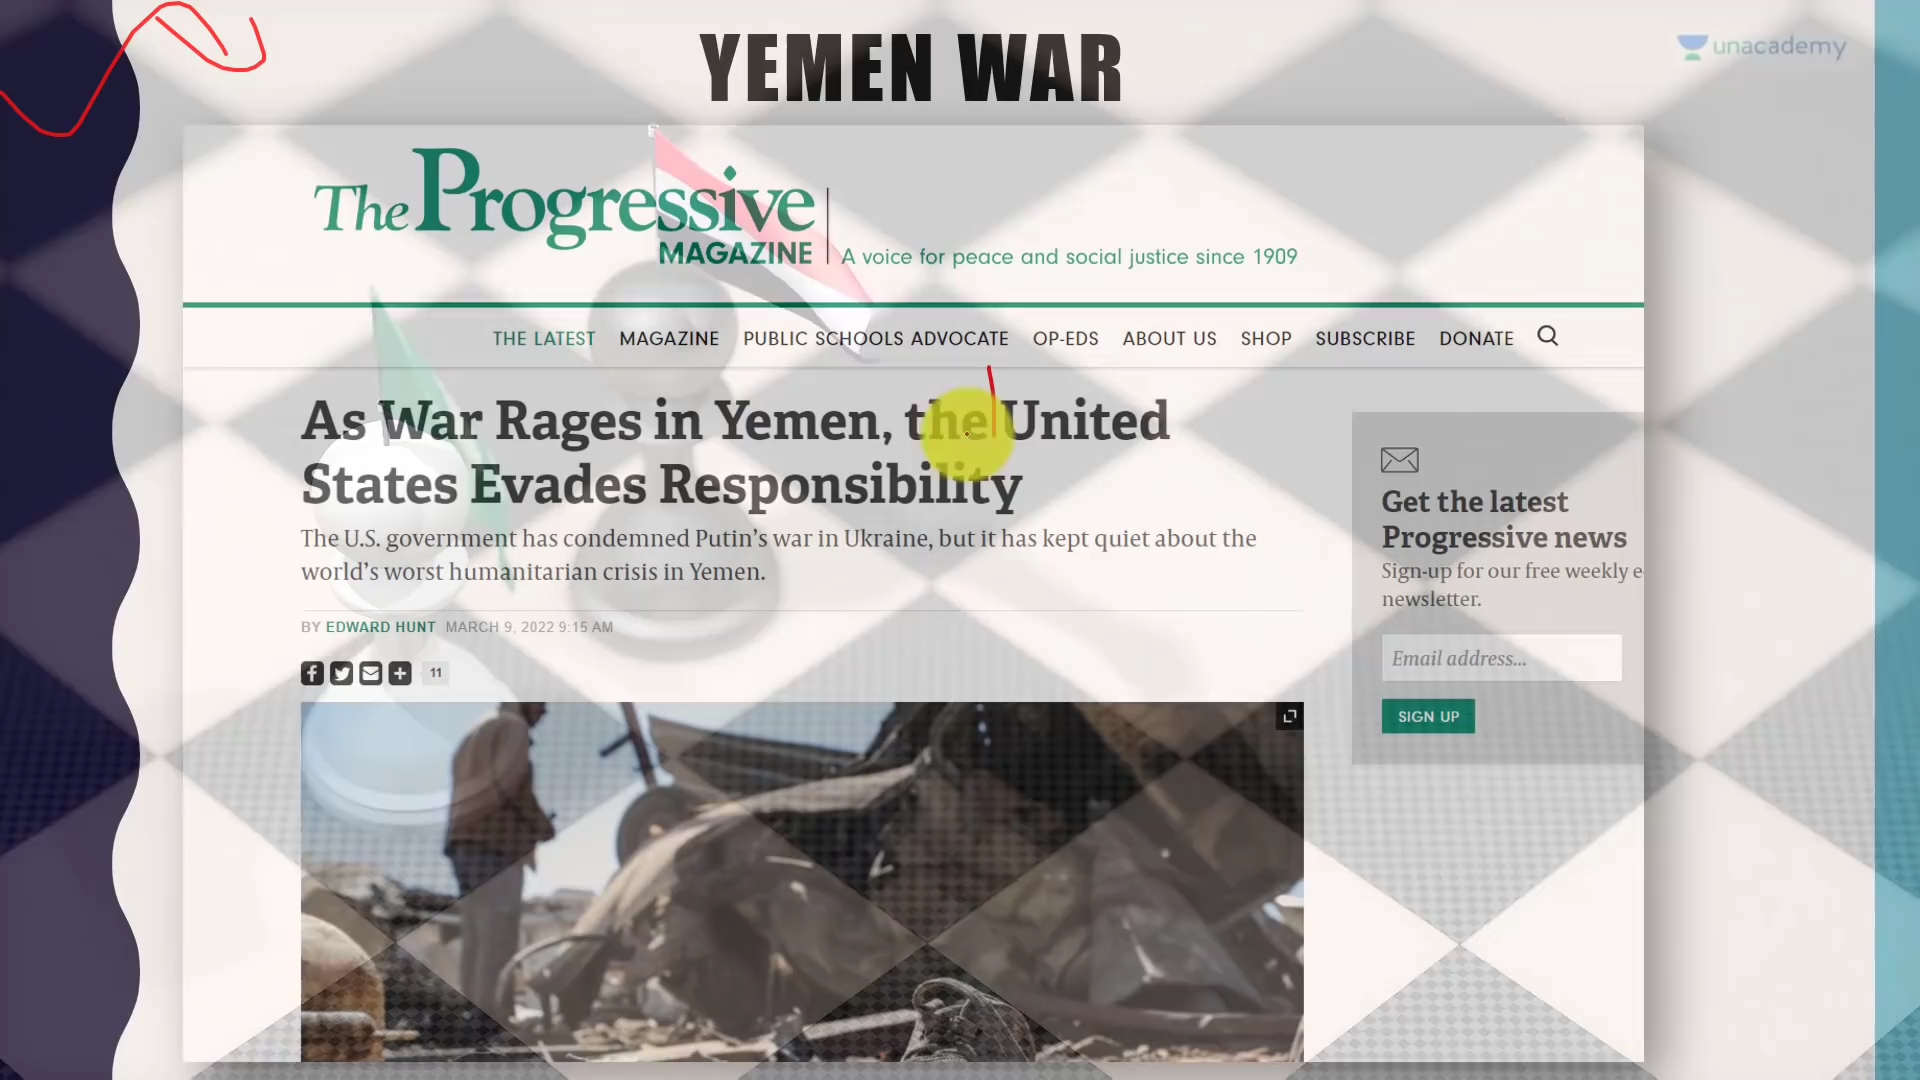 YEMEN WAR
unacademy
The Progressive
MAGAZINE
A voice for peace and social justice since 1909
THE LATEST MAGAZINE PUBLIC SCHOOLS ADVOCATE OP-EDS ABOUT US SHOP SUBSCRIBE DONATE
As War Rages in Yemen, the United
States Evades Responsibility
The U.S. government has condemned Putin's war in Ukraine, but it has kept quiet about the
world's worst humanitarian crisis in Yemen.
BY EDWARD HUNT MARCH 9, 2022 9:15 AM
11
Get the latest
Progressive news
Sign-up for our free weekly e-
newsletter.
Email address...
SIGN UP